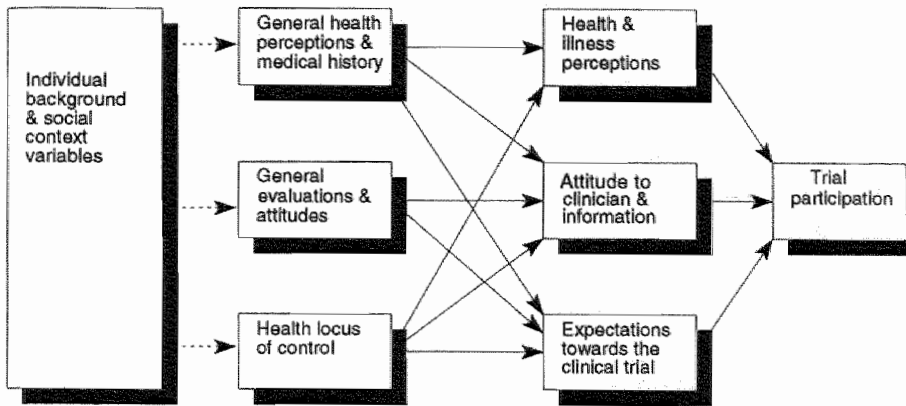 Individual
background
& social
context
variables
General health
perceptions &
medical history
General
evaluations &
attitudes
Health locus
of control
Health &
illness
perceptions
Attitude to
clinician &
information
Expectations
towards the
clinical trial
Trial
participation